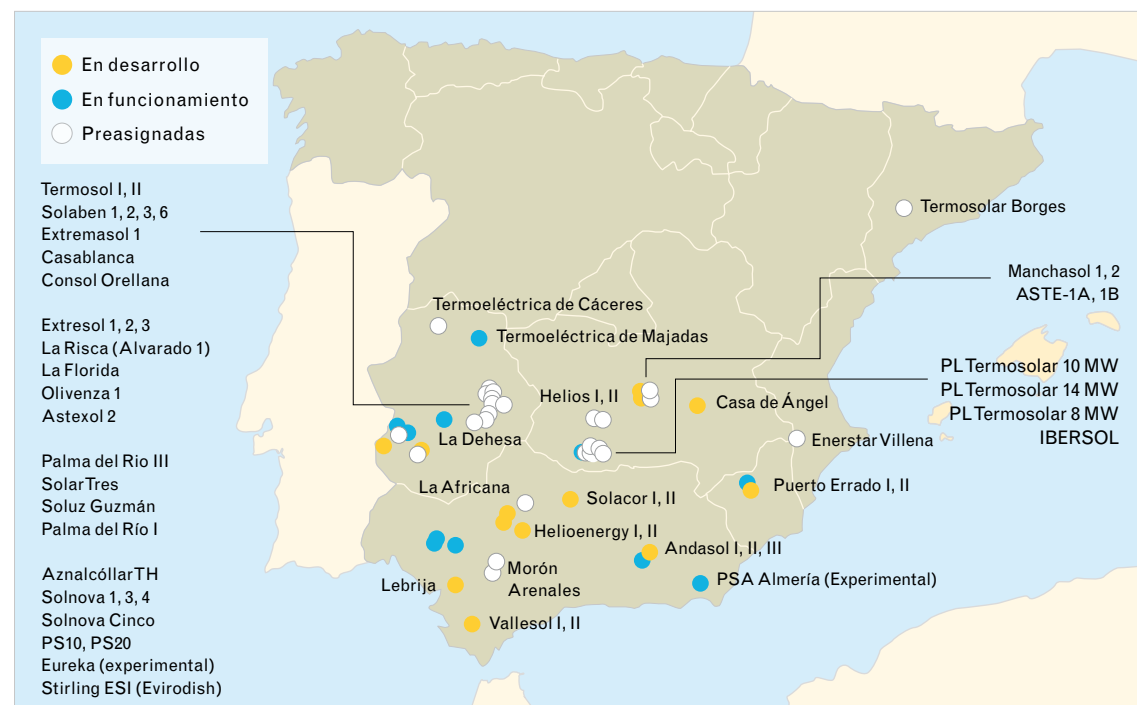 En desarrollo
En funcionamiento
Preasignadas
Termosol I, II
Solaben 1, 2, 3, 6
Extremasol 1
Casablanca
Consol Orellana
Extresol 1, 2, 3
La Risca (Alvarado 1)
La Florida
Olivenza 1
Astexol 2
Palma del Rio III
SolarTres
Soluz Guzmán
Palma del Río I
Aznalcóllar TH
Solnova 1, 3, 4
Solnova Cinco
PS10, PS20
Eureka (experimental)
Stirling ESI (Evirodish)
Termosolar Borges
Manchasol 1, 2
ASTE-1A, 1B
Termoeléctrica de Cáceres
Termoeléctrica de Majadas
PL Termosolar 10 MW
PL Termosolar 14 MW
PL Termosolar 8 MW
IBERSOL
Helios I, II
Casa de Ángel
La Dehesa
Enerstar Villena
La Africana
Solacor I, II
Puerto Errado I, II
Helioenergy I, II
Andasol I, II, III
Morón
Arenales
PSA Almería (Experimental)
Lebrija
Vallesol I, II